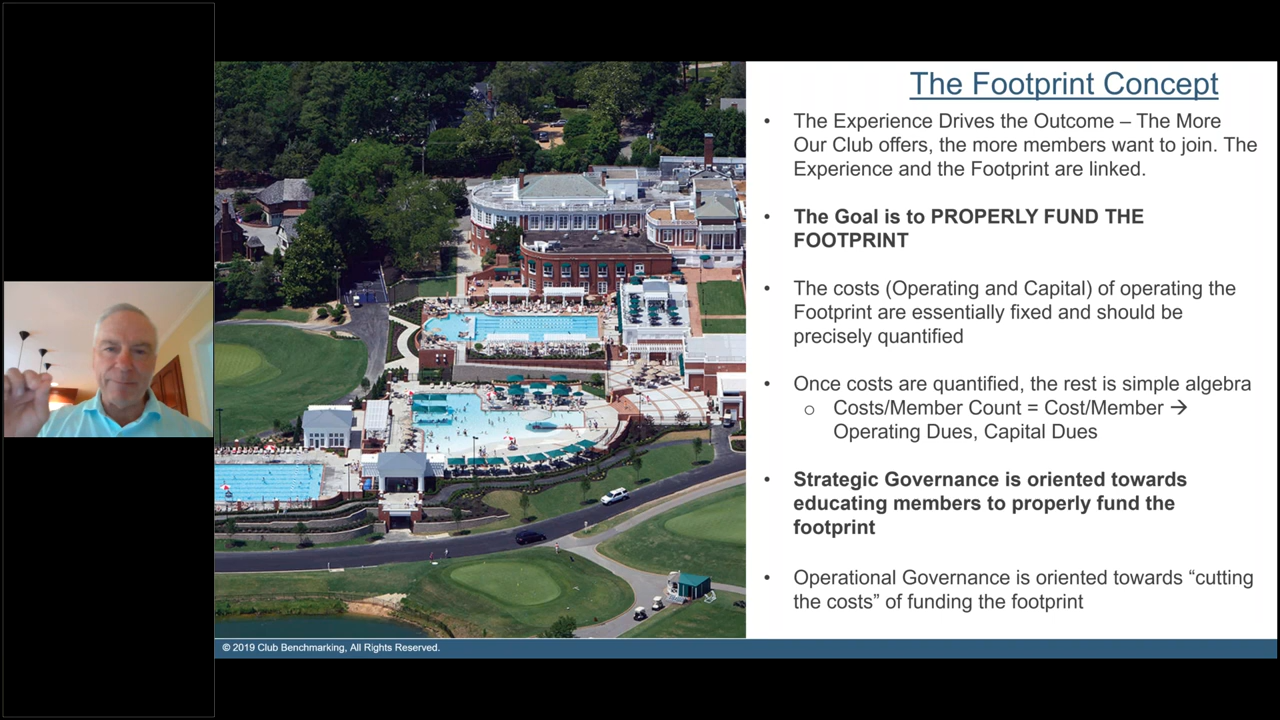 The Footprint Concept
• The Experience Drives the Outcome – The More
Our Club offers, the more members want to join. The
Experience and the Footprint are linked.
• The Goal is to PROPERLY FUND THE
FOOTPRINT
• The costs (Operating and Capital) of operating the
Footprint are essentially fixed and should be
precisely quantified
• Once costs are quantified, the rest is simple algebra
o Costs/Member Count = Cost/Member →
Operating Dues, Capital Dues
• Strategic Governance is oriented towards
educating members to properly fund the
footprint
• Operational Governance is oriented towards “cutting
the costs” of funding the footprint
© 2019 Club Benchmarking, All Rights Reserved.